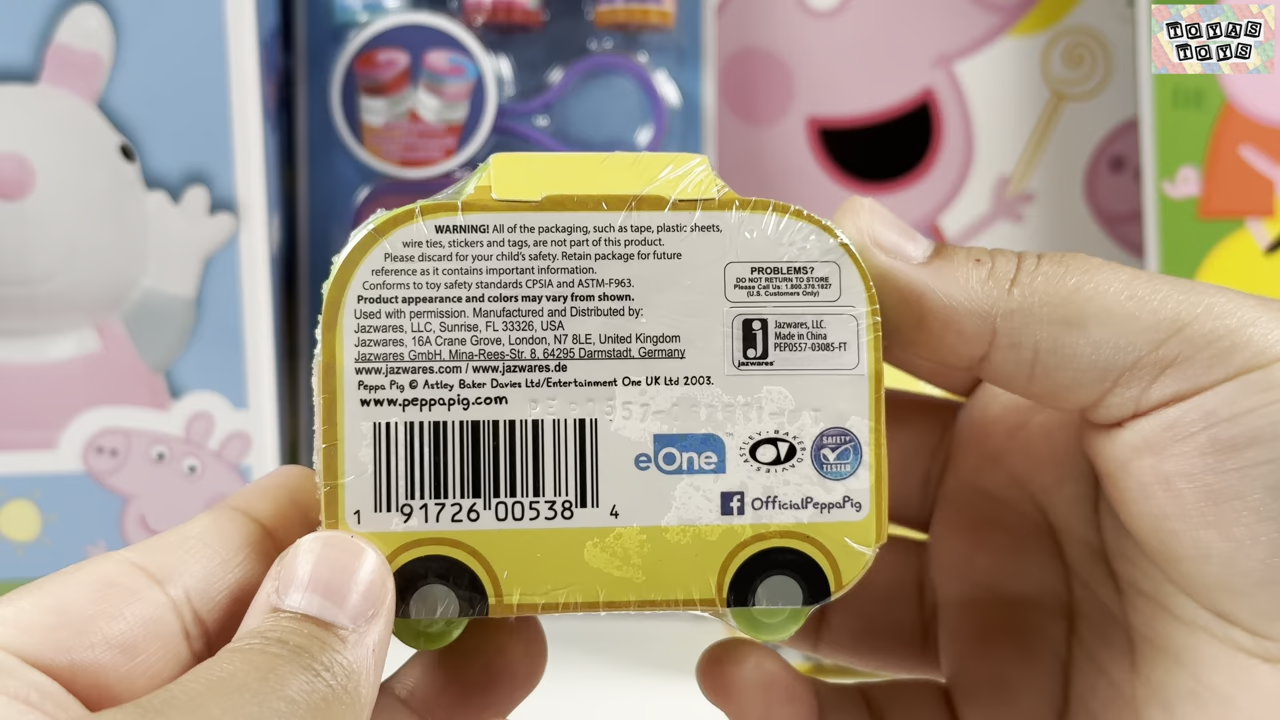 TOYAS
TOYS
WARNING! All of the packaging, such as tape, plastic sheets,
wire ties, stickers and tags, are not part of this product.
Please discard for your child's safety. Retain package for future
reference as it contains important information.
Conforms to toy safety standards CPSIA and ASTM-F963.
Product appearance and colors may vary from shown.
Used with permission. Manufactured and Distributed by:
Jazwares, LLC, Sunrise, FL 33326, USA
Jazwares, 16A Crane Grove, London, N7 8LE, United Kingdom
Jazwares GmbH, Mina-Rees-Str. 8, 64295 Darmstadt, Germany
www.jazwares.com / www.jazwares.de
Peppa Pig © Astley Baker Davies Ltd/Entertainment One UK Ltd 2003.
www.peppapig.com
PROBLEMS?
DO NOT RETURN TO STORE
Please Call Us: 1.800.370.1827
(U.S. Customers Only)
j
jazwares
Jazwares, LLC.
Made in China
PEP0557-03085-FT
1 91726 00538 4
eOne
ASTLEY · BAKER · DAVIES
SAFETY
TESTED
OfficialPeppaPig